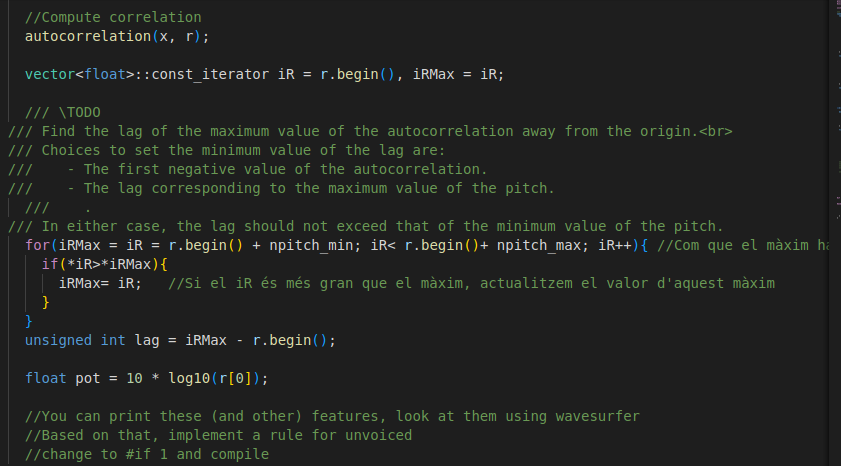 //Compute correlation
autocorrelation(x, r);
vector<float>::const_iterator iR = r.begin(), iRMax = iR;
/// \TODO
/// Find the lag of the maximum value of the autocorrelation away from the origin.<br>
/// Choices to set the minimum value of the lag are:
///    - The first negative value of the autocorrelation.
///    - The lag corresponding to the maximum value of the pitch.
///    .
/// In either case, the lag should not exceed that of the minimum value of the pitch.
for(iRMax = iR = r.begin() + npitch_min; iR< r.begin()+ npitch_max; iR++){ //Com que el màxim
if(*iR>*iRMax){
iRMax= iR;   //Si el iR és més gran que el màxim, actualitzem el valor d'aquest màxim
}
}
unsigned int lag = iRMax - r.begin();
float pot = 10 * log10(r[0]);
//You can print these (and other) features, look at them using wavesurfer
//Based on that, implement a rule for unvoiced
//change to #if 1 and compile